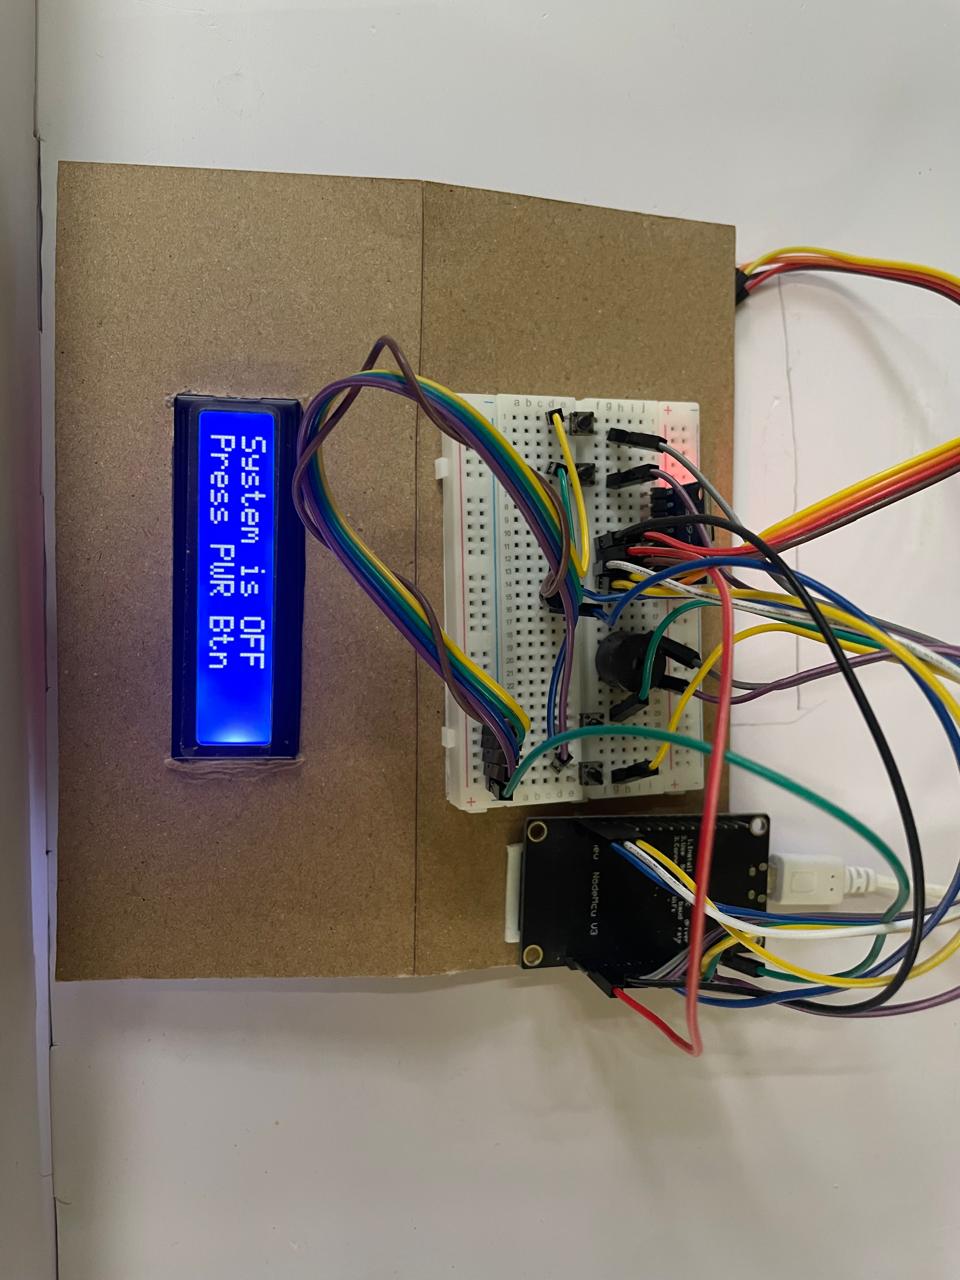 System is OFF
Press PWR Btn
NodeMcu V3
a b c d e
f g h i j
a b c d e